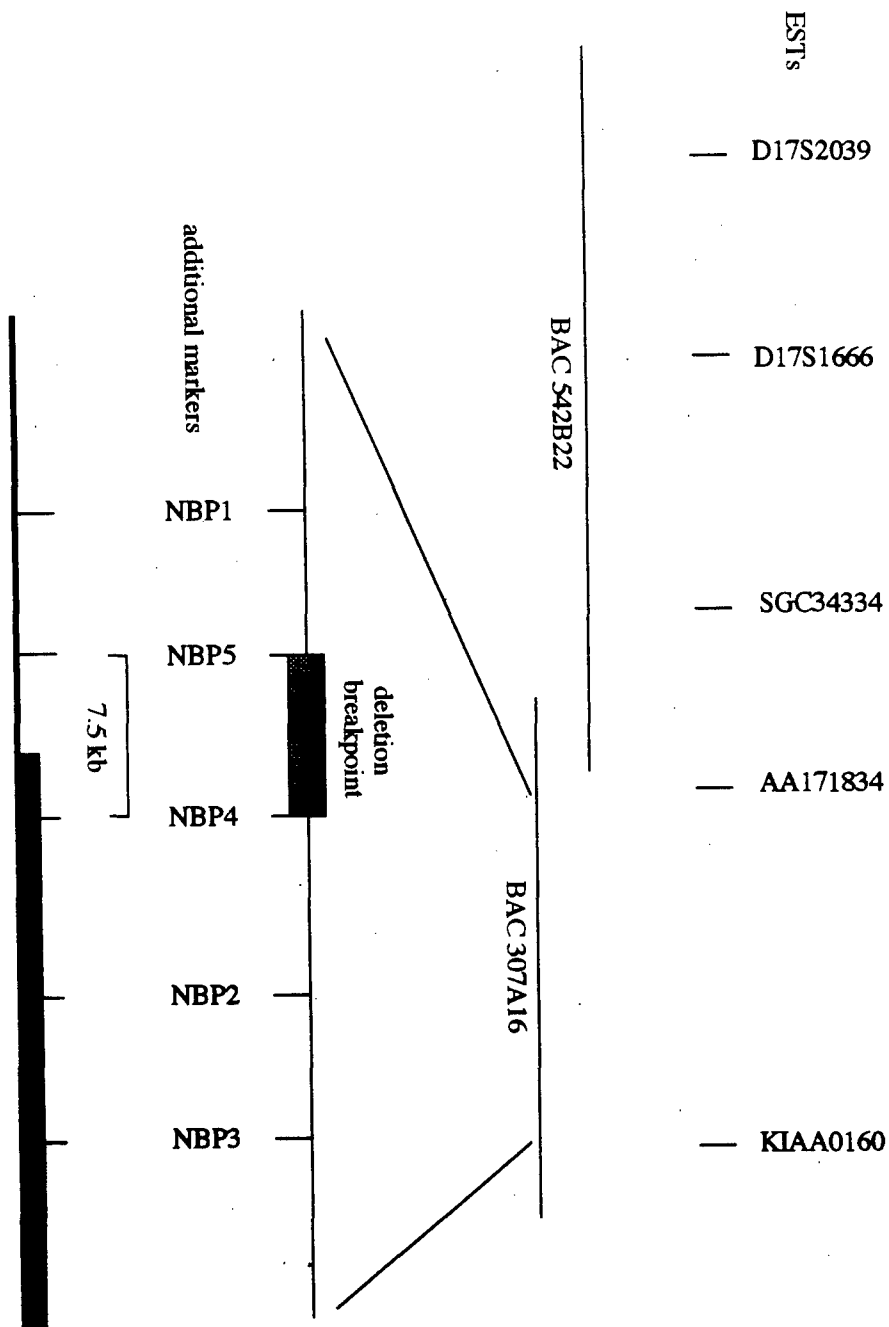 ESTs
D17S2039
D17S1666
SGC34334
AA171834
KIAA0160
BAC 542B22
BAC 307A16
deletion
breakpoint
additional markers
NBP1
NBP5
NBP4
NBP2
NBP3
7.5 kb